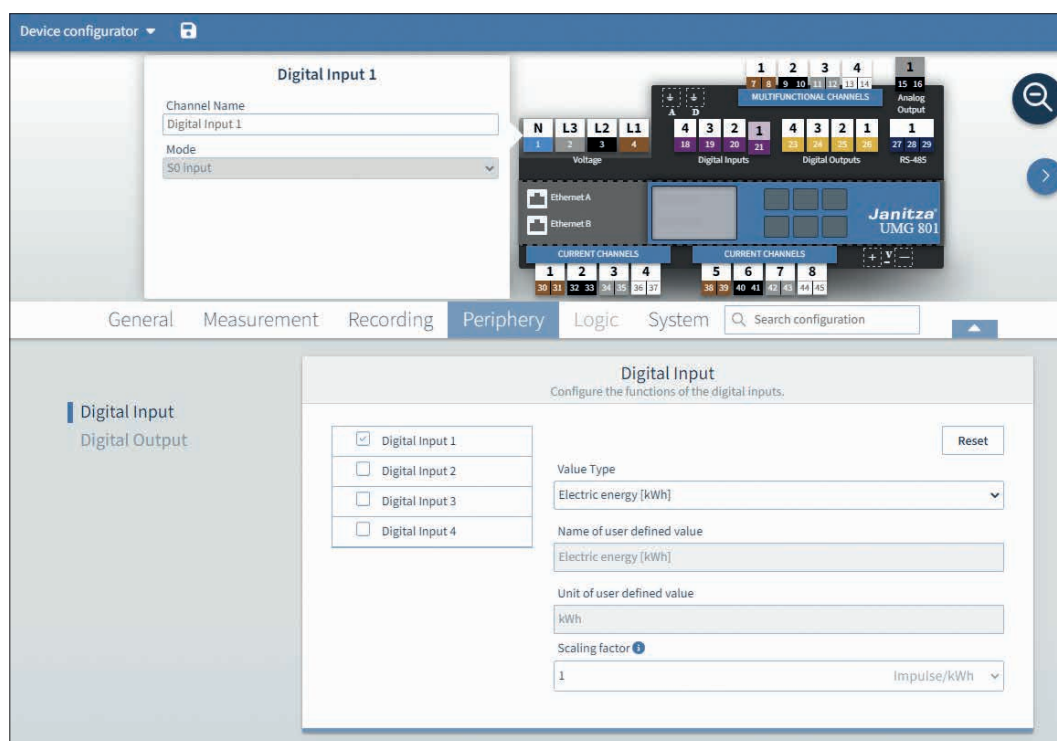 Device configurator
Digital Input 1
Channel Name
Digital Input 1
Mode
S0 input
1 2 3 4 1
7 8 9 10 11 12 13 14 15 16
MULTIFUNCTIONAL CHANNELS
Analog
Output
A D
N L3 L2 L1 4 3 2 1 4 3 2 1 1
1 2 3 4 18 19 20 21 23 24 25 26 27 28 29
Voltage Digital Inputs Digital Outputs RS-485
Ethernet A
Ethernet B
Janitza
UMG 801
CURRENT CHANNELS CURRENT CHANNELS
+ V −
1 2 3 4 5 6 7 8
30 31 32 33 34 35 36 37 38 39 40 41 42 43 44 45
General Measurement Recording Periphery Logic System Search configuration
Digital Input
Configure the functions of the digital inputs.
Digital Input
Digital Output
Digital Input 1
Digital Input 2
Digital Input 3
Digital Input 4
Reset
Value Type
Electric energy [kWh]
Name of user defined value
Electric energy [kWh]
Unit of user defined value
kWh
Scaling factor
1 Impulse/kWh